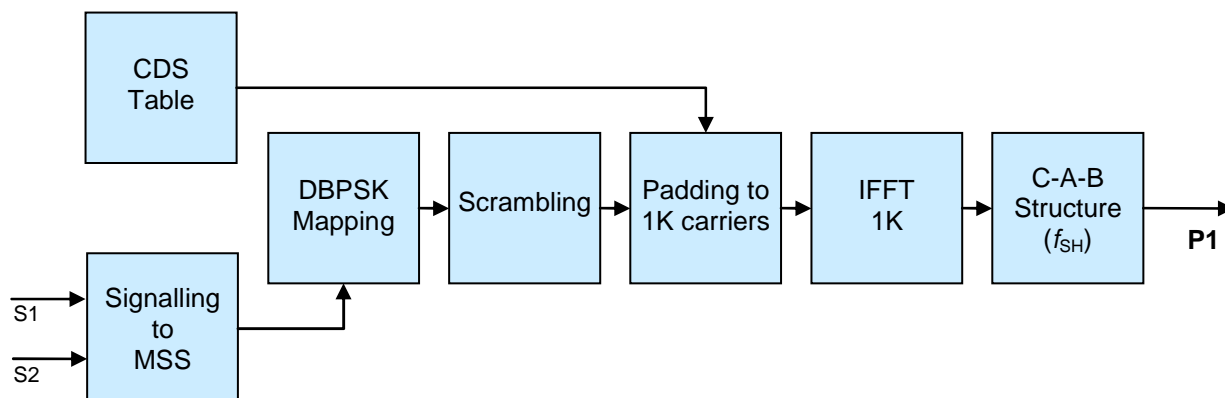 CDS
Table
DBPSK
Mapping
Scrambling
Padding to
1K carriers
IFFT
1K
C-A-B
Structure
(fSH)
P1
Signalling
to
MSS
S1
S2